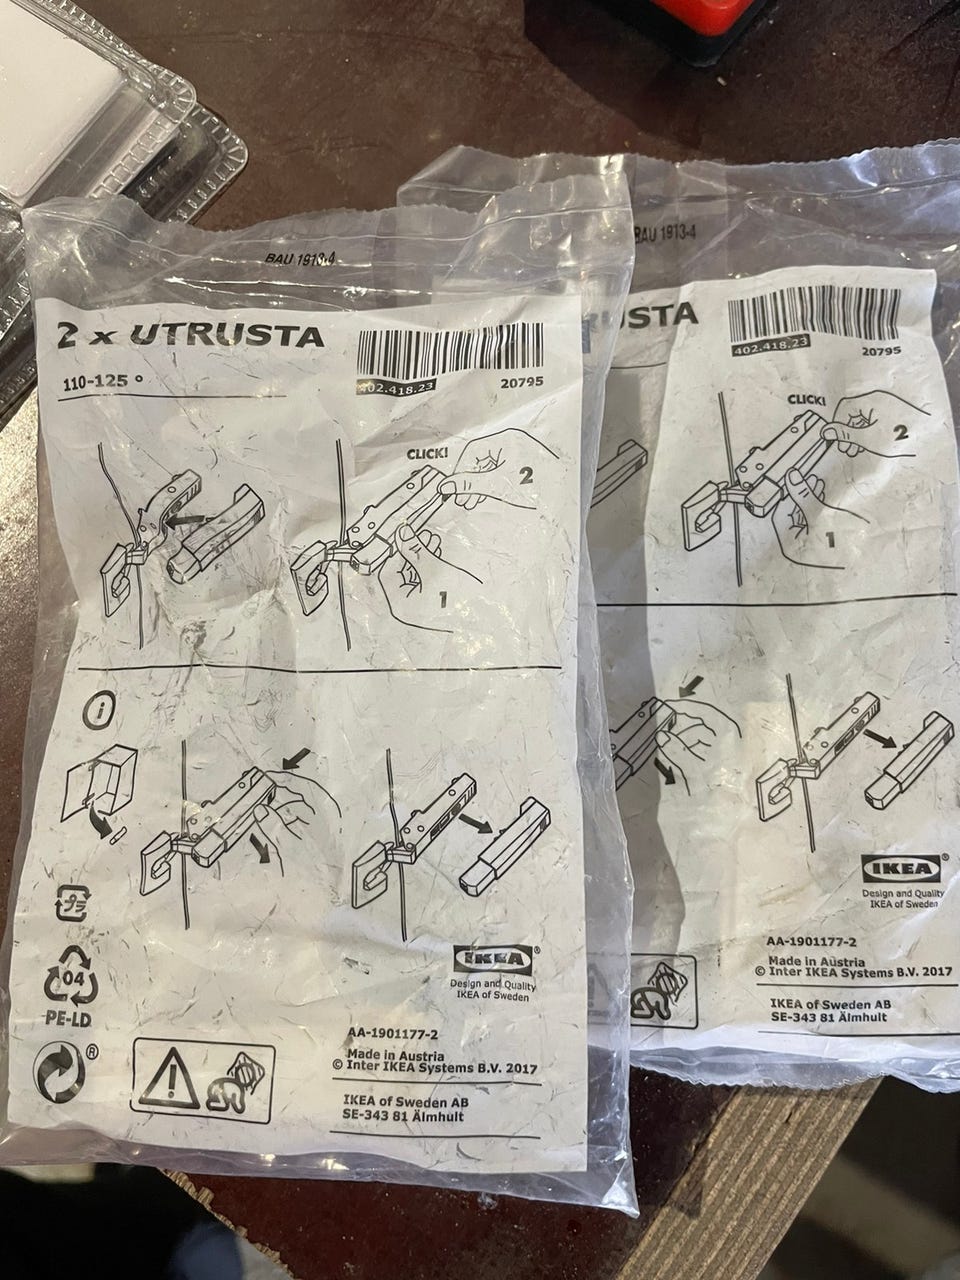 BAU 1913-4
2 x UTRUSTA
110-125 °
402.418.23
20795
CLICK!
2
1
i
04
PE-LD
®
IKEA®
Design and Quality
IKEA of Sweden
AA-1901177-2
Made in Austria
© Inter IKEA Systems B.V. 2017
IKEA of Sweden AB
SE-343 81 Älmhult
BAU 1913-4
402.418.23
20795
CLICK!
2
1
IKEA®
Design and Quality
IKEA of Sweden
AA-1901177-2
Made in Austria
© Inter IKEA Systems B.V. 2017
IKEA of Sweden AB
SE-343 81 Älmhult